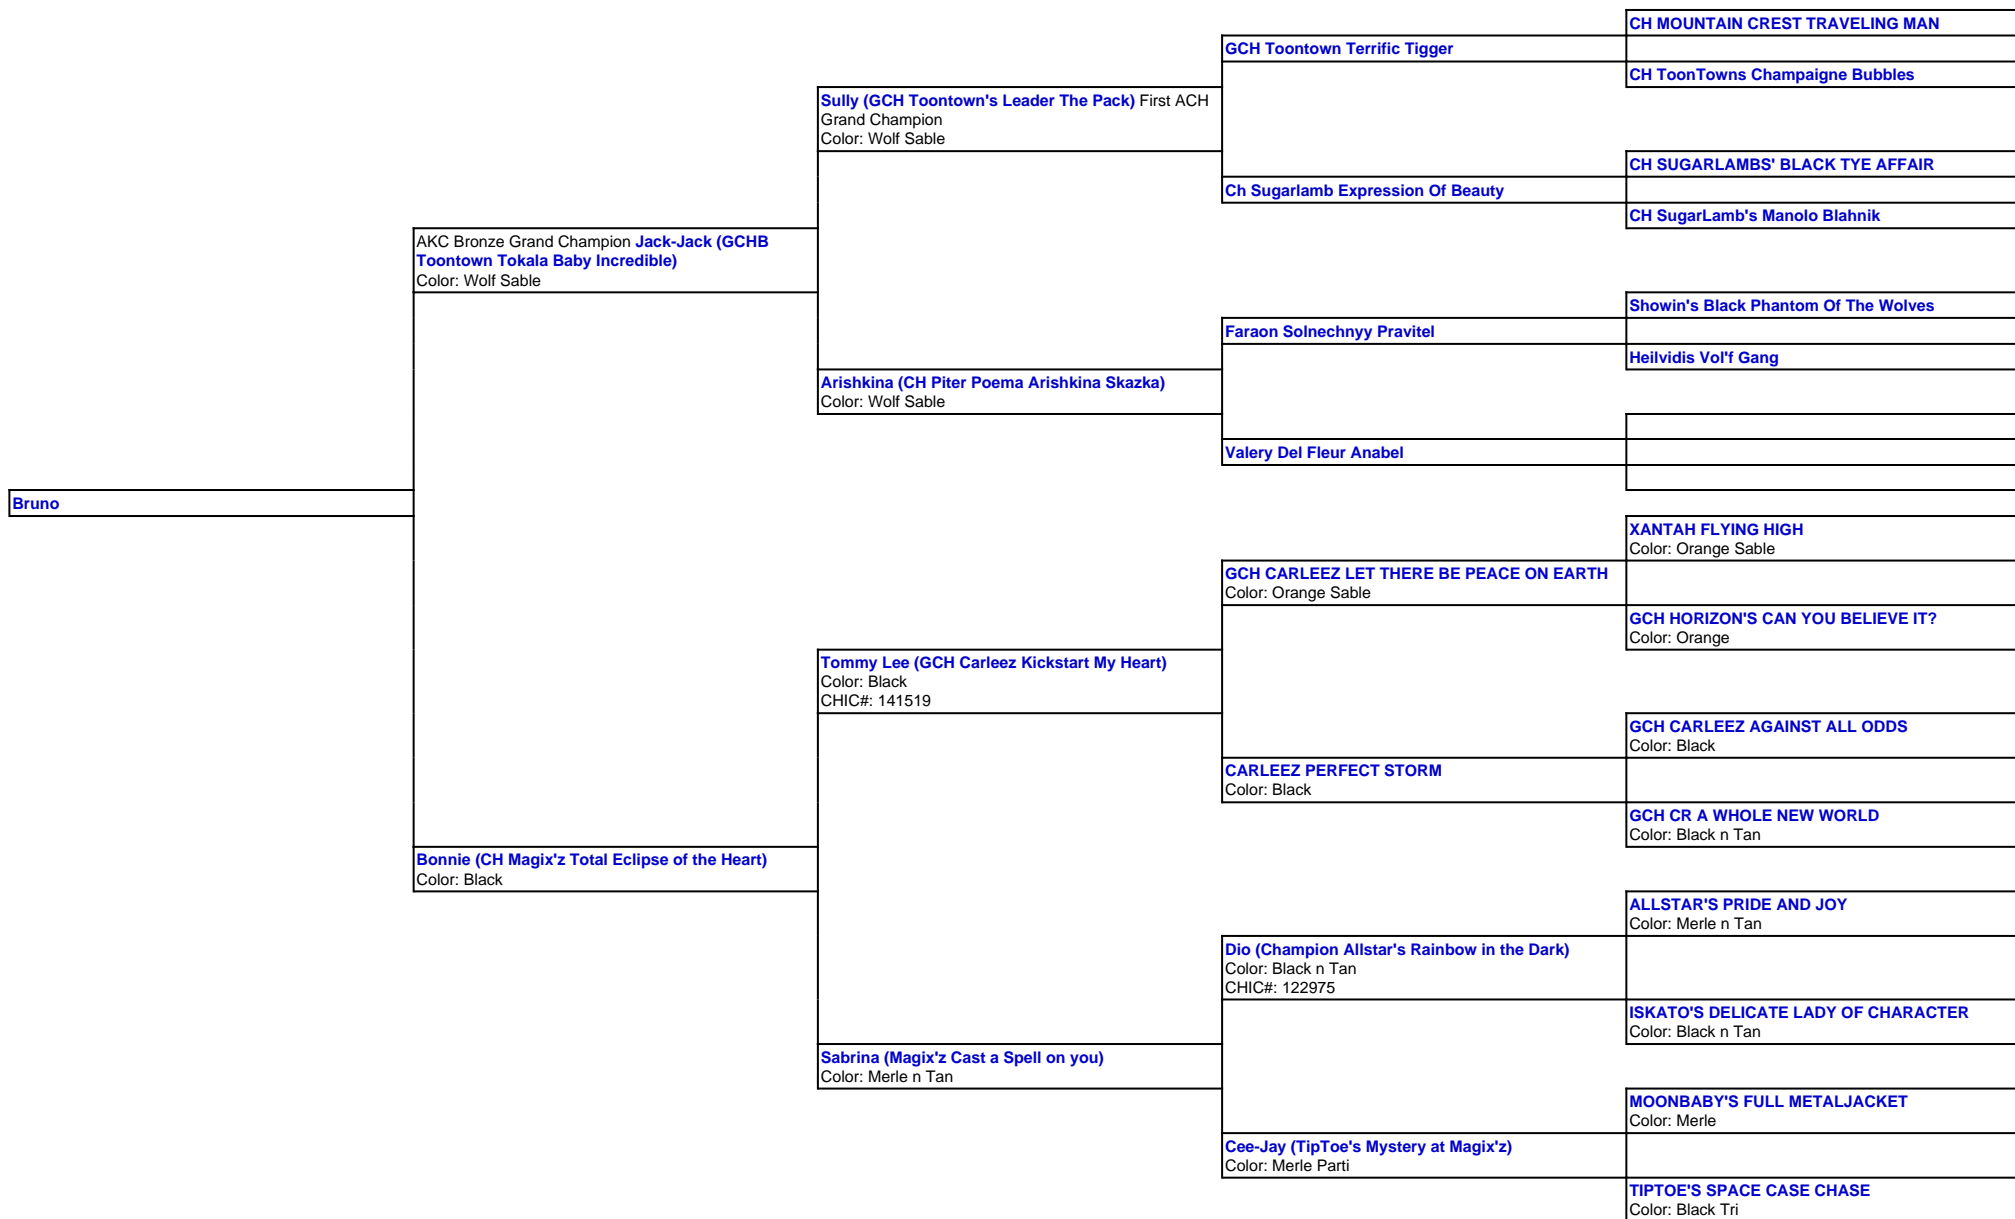 CH MOUNTAIN CREST TRAVELING MAN
GCH Toontown Terrific Tigger
CH ToonTowns Champaigne Bubbles
Sully (GCH Toontown's Leader The Pack) First ACH
Grand Champion
Color: Wolf Sable
CH SUGARLAMBS' BLACK TYE AFFAIR
Ch Sugarlamb Expression Of Beauty
CH SugarLamb's Manolo Blahnik
AKC Bronze Grand Champion Jack-Jack (GCHB
Toontown Tokala Baby Incredible)
Color: Wolf Sable
Showin's Black Phantom Of The Wolves
Faraon Solnechnyy Pravitel
Heilvidis Vol'f Gang
Arishkina (CH Piter Poema Arishkina Skazka)
Color: Wolf Sable
Valery Del Fleur Anabel
Bruno
XANTAH FLYING HIGH
Color: Orange Sable
GCH CARLEEZ LET THERE BE PEACE ON EARTH
Color: Orange Sable
GCH HORIZON'S CAN YOU BELIEVE IT?
Color: Orange
Tommy Lee (GCH Carleez Kickstart My Heart)
Color: Black
CHIC#: 141519
GCH CARLEEZ AGAINST ALL ODDS
Color: Black
CARLEEZ PERFECT STORM
Color: Black
GCH CR A WHOLE NEW WORLD
Color: Black n Tan
Bonnie (CH Magix'z Total Eclipse of the Heart)
Color: Black
ALLSTAR'S PRIDE AND JOY
Color: Merle n Tan
Dio (Champion Allstar's Rainbow in the Dark)
Color: Black n Tan
CHIC#: 122975
ISKATO'S DELICATE LADY OF CHARACTER
Color: Black n Tan
Sabrina (Magix'z Cast a Spell on you)
Color: Merle n Tan
MOONBABY'S FULL METALJACKET
Color: Merle
Cee-Jay (TipToe's Mystery at Magix'z)
Color: Merle Parti
TIPTOE'S SPACE CASE CHASE
Color: Black Tri